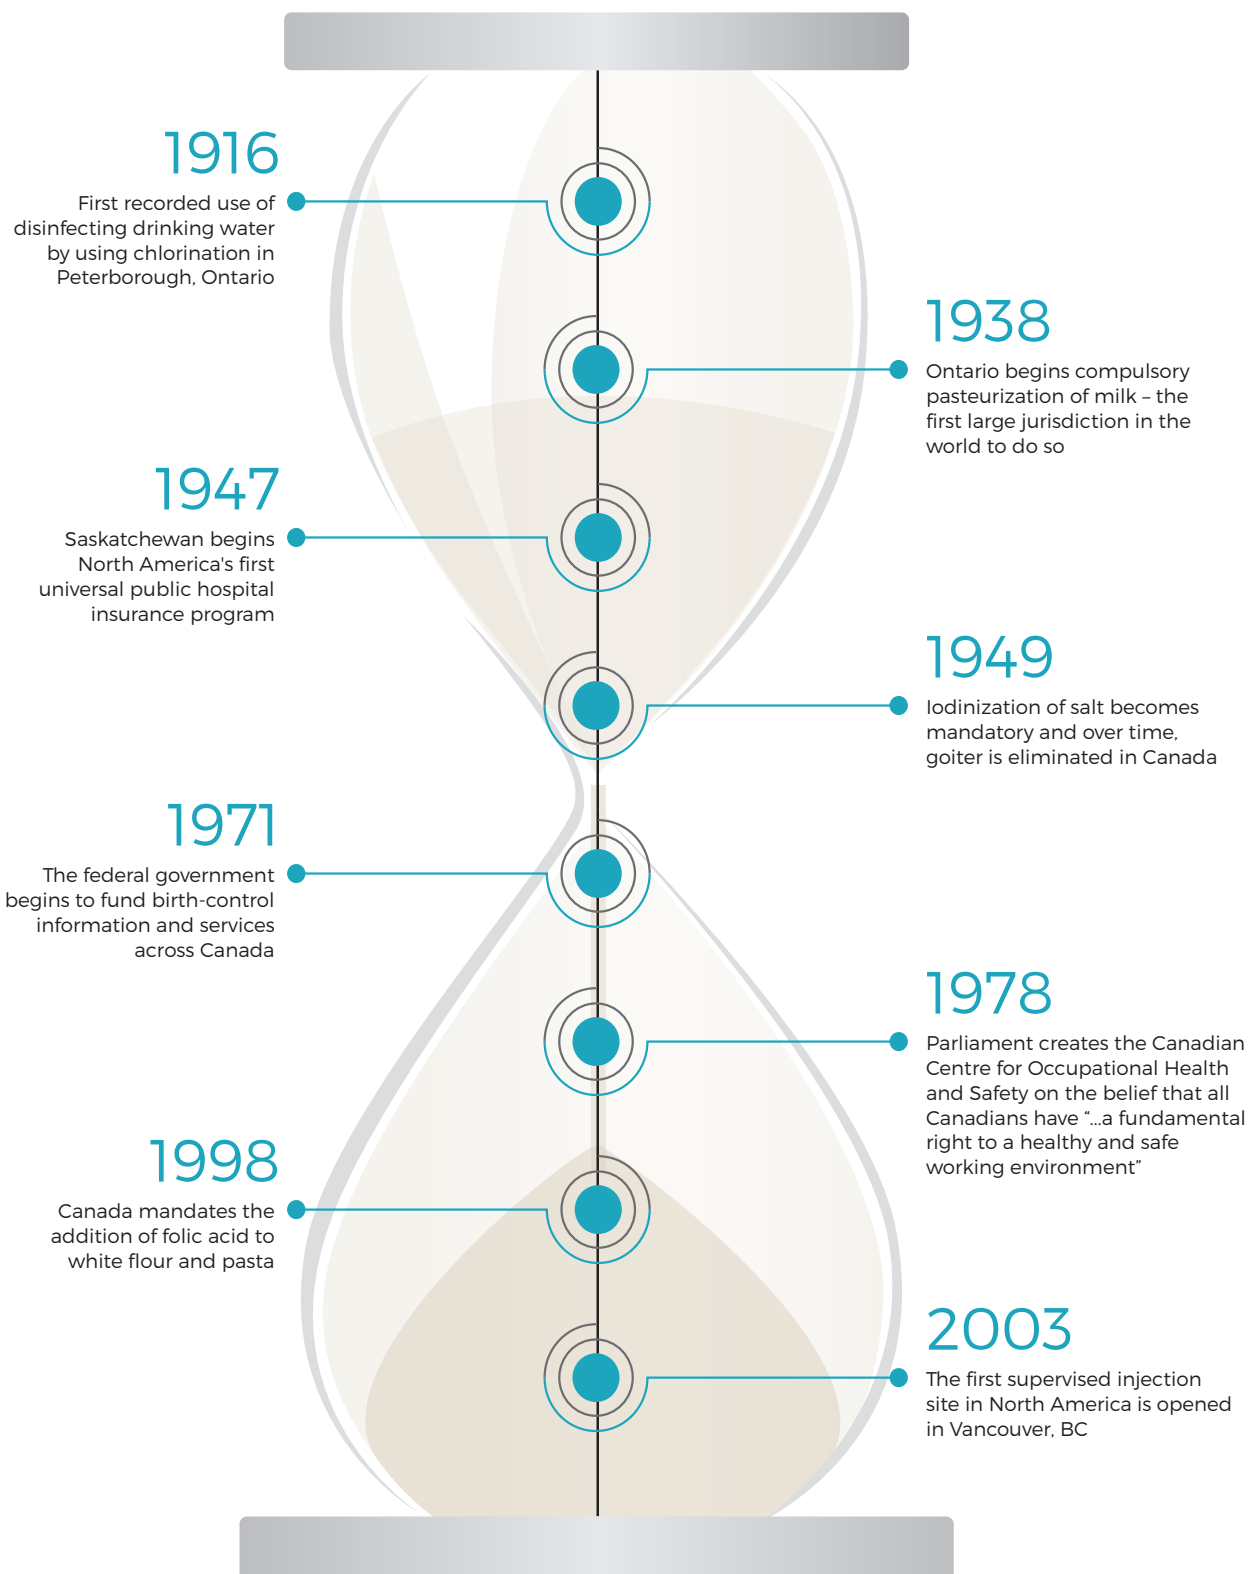 1916
First recorded use of
disinfecting drinking water
by using chlorination in
Peterborough, Ontario
1938
Ontario begins compulsory
pasteurization of milk – the
first large jurisdiction in the
world to do so
1947
Saskatchewan begins
North America's first
universal public hospital
insurance program
1949
Iodinization of salt becomes
mandatory and over time,
goiter is eliminated in Canada
1971
The federal government
begins to fund birth-control
information and services
across Canada
1978
Parliament creates the Canadian
Centre for Occupational Health
and Safety on the belief that all
Canadians have “...a fundamental
right to a healthy and safe
working environment”
1998
Canada mandates the
addition of folic acid to
white flour and pasta
2003
The first supervised injection
site in North America is opened
in Vancouver, BC